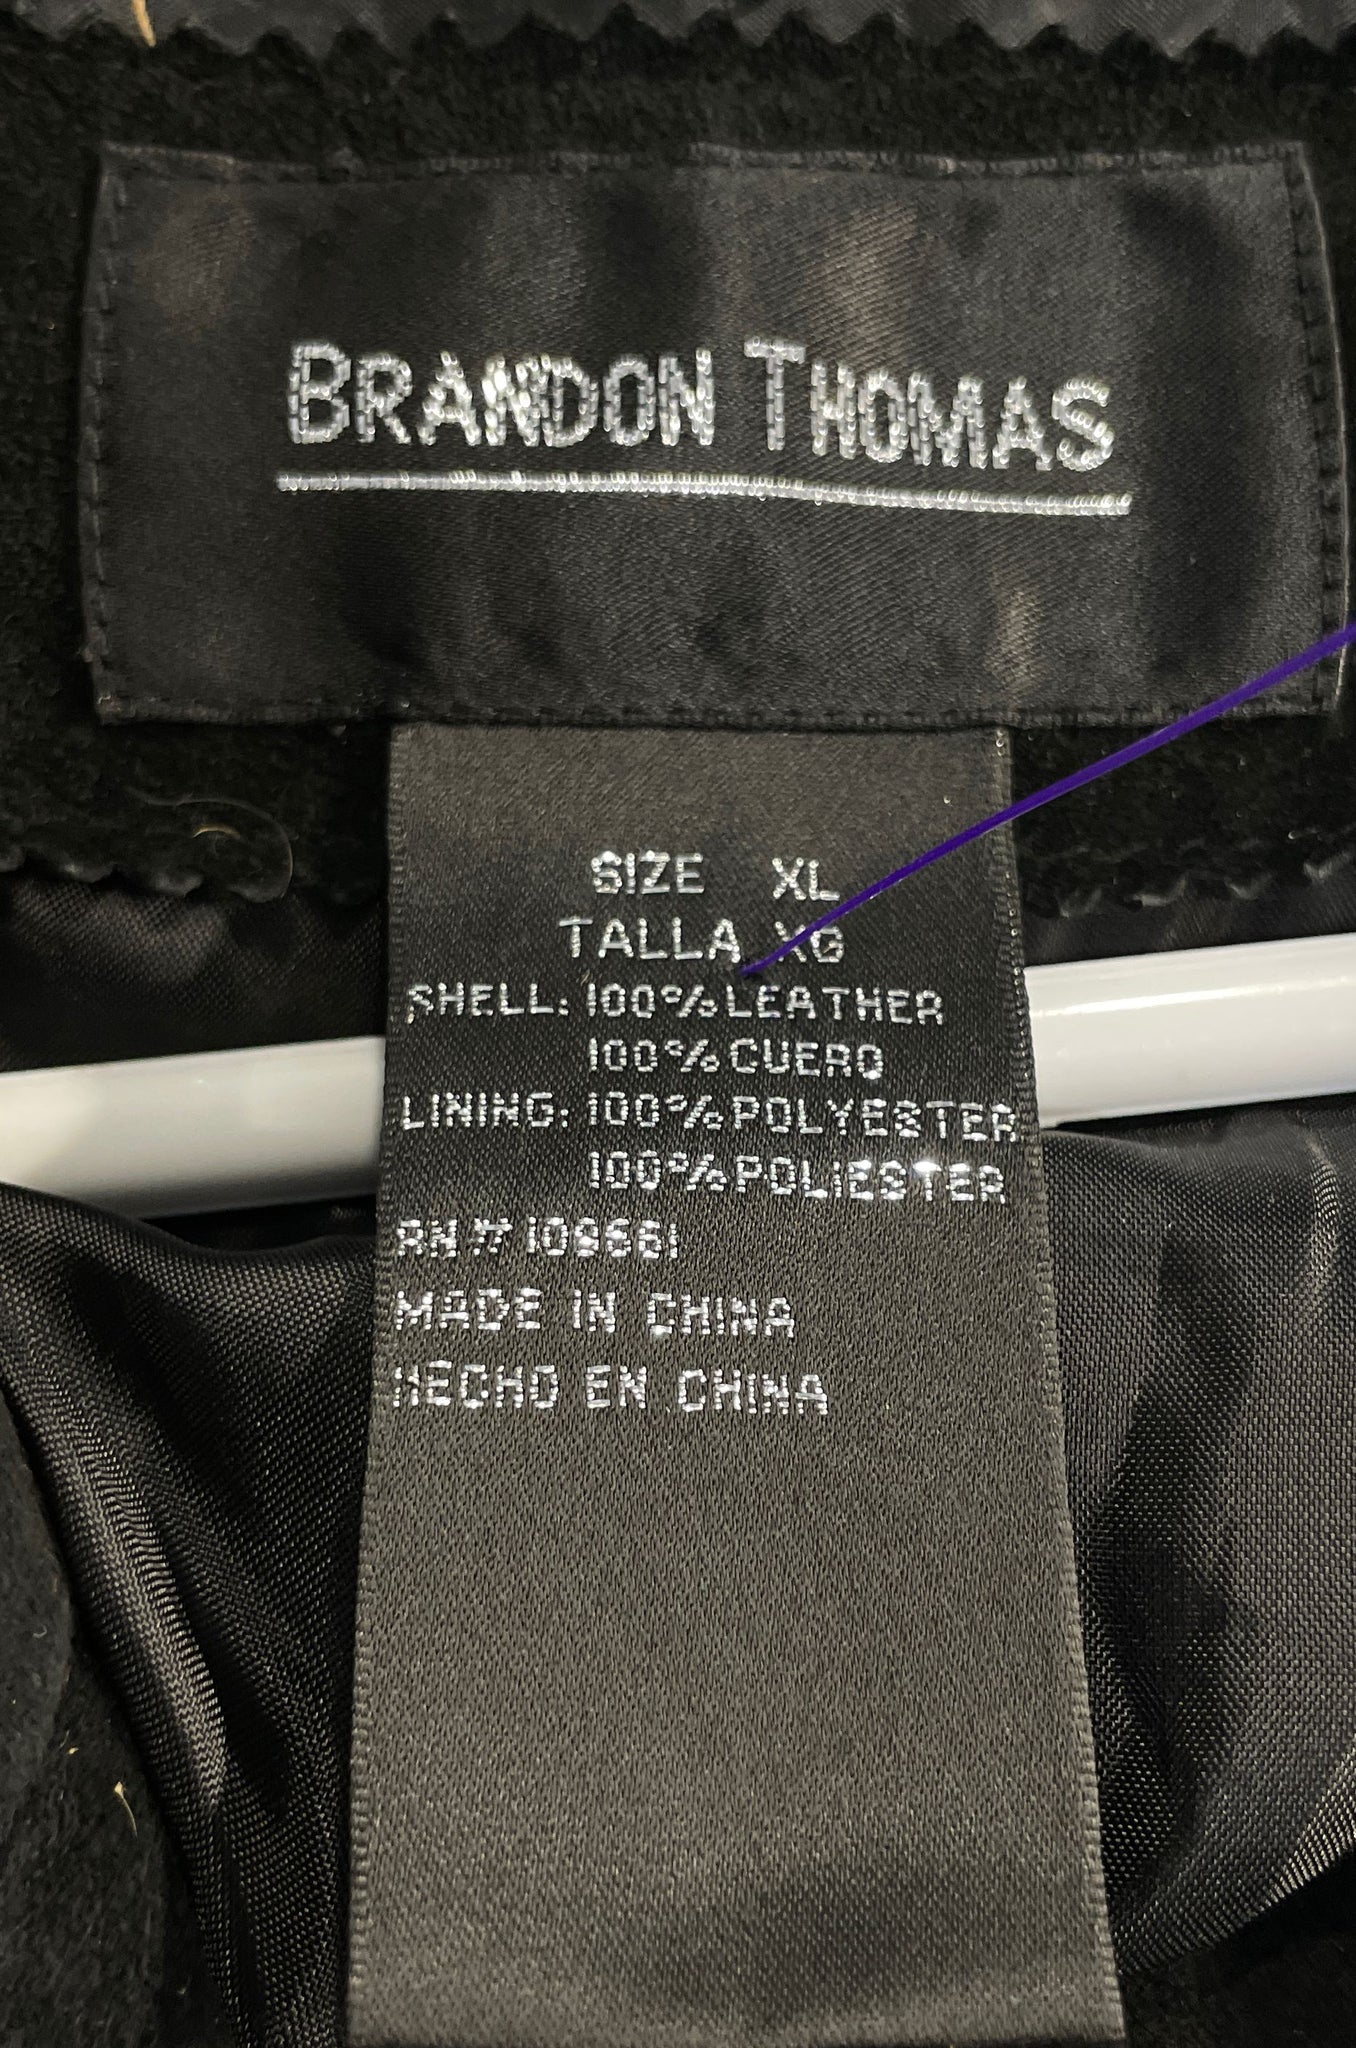 BRANDON THOMAS
SIZE XL
TALLA XG
SHELL: 100% LEATHER
100% CUERO
LINING: 100% POLYESTER
100% POLIESTER
RN #
MADE IN CHINA
HECHO EN CHINA